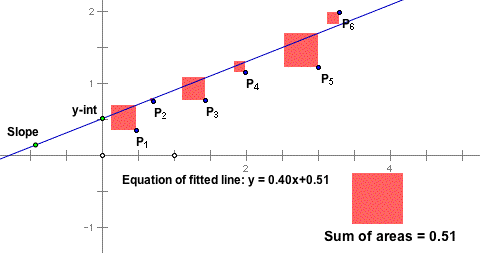 2
P6
1
P4
P5
y-int
P2
P3
Slope
P1
2
4
Equation of fitted line: y = 0.40x+0.51
-1
Sum of areas = 0.51